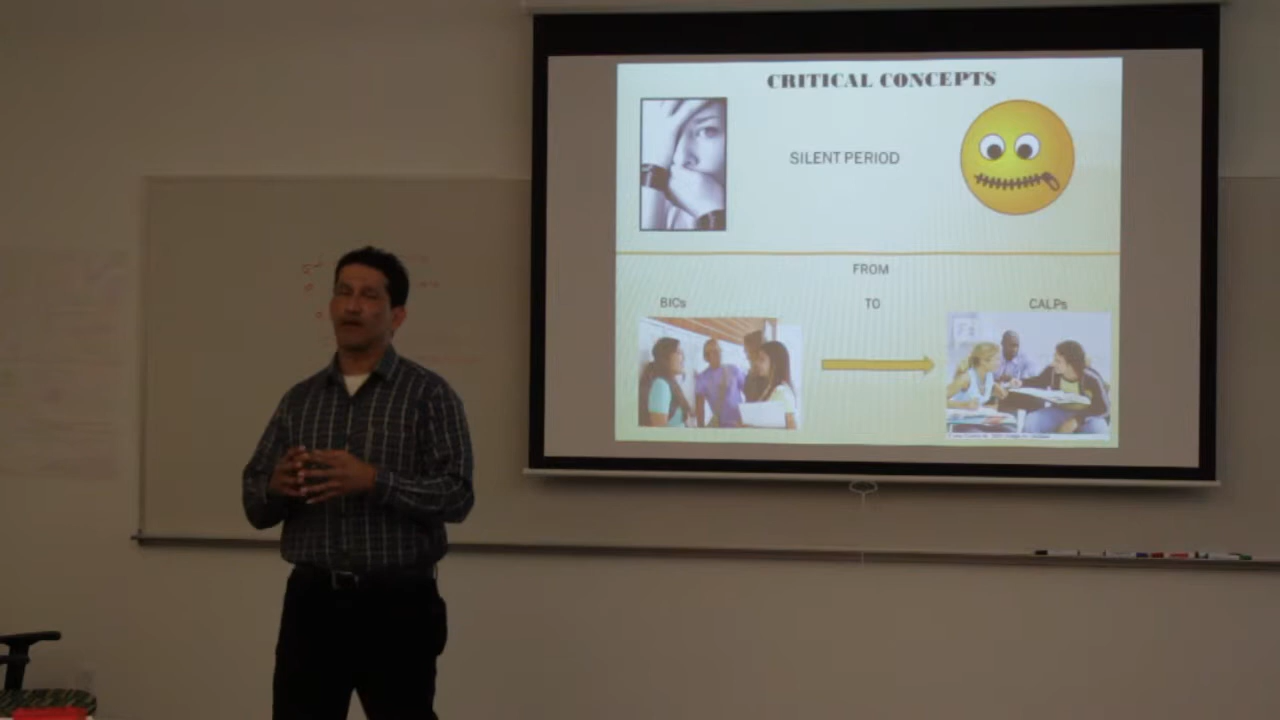 CRITICAL CONCEPTS
SILENT PERIOD
FROM
BICs
TO
CALPs